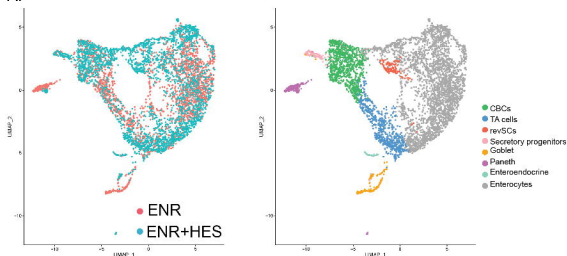 5
0
-5
-10
UMAP_2
-10
-5
0
5
UMAP_1
ENR
ENR+HES
5
0
-5
-10
UMAP_2
-10
-5
0
5
UMAP_1
CBCs
TA cells
revSCs
Secretory progenitors
Goblet
Paneth
Enteroendocrine
Enterocytes